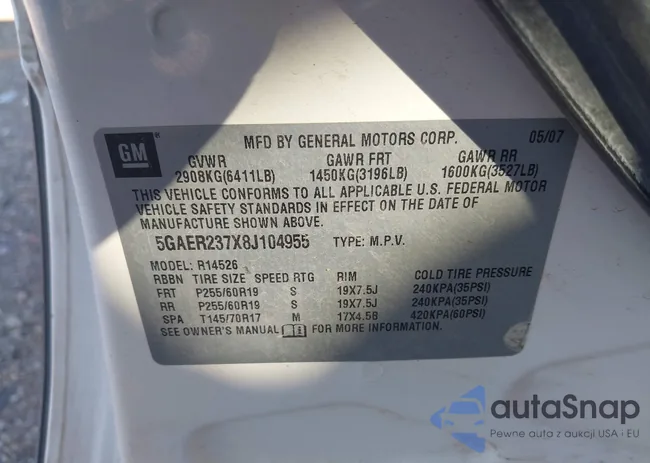 GM
MFD BY GENERAL MOTORS CORP. 05/07
GVWR GAWR FRT GAWR RR
2908KG(6411LB) 1450KG(3196LB) 1600KG(3527LB)
THIS VEHICLE CONFORMS TO ALL APPLICABLE U.S. FEDERAL MOTOR
VEHICLE SAFETY STANDARDS IN EFFECT ON THE DATE OF
MANUFACTURE SHOWN ABOVE.
5GAER237X8J104955 TYPE: M.P.V.
MODEL: R14526
RBBN TIRE SIZE SPEED RTG RIM COLD TIRE PRESSURE
FRT P255/60R19 S 19X7.5J 240KPA(35PSI)
RR P255/60R19 S 19X7.5J 240KPA(35PSI)
SPA T145/70R17 M 17X4.5B 420KPA(60PSI)
SEE OWNER'S MANUAL FOR MORE INFORMATION.
autaSnap
Pewne auta z aukcji USA i EU